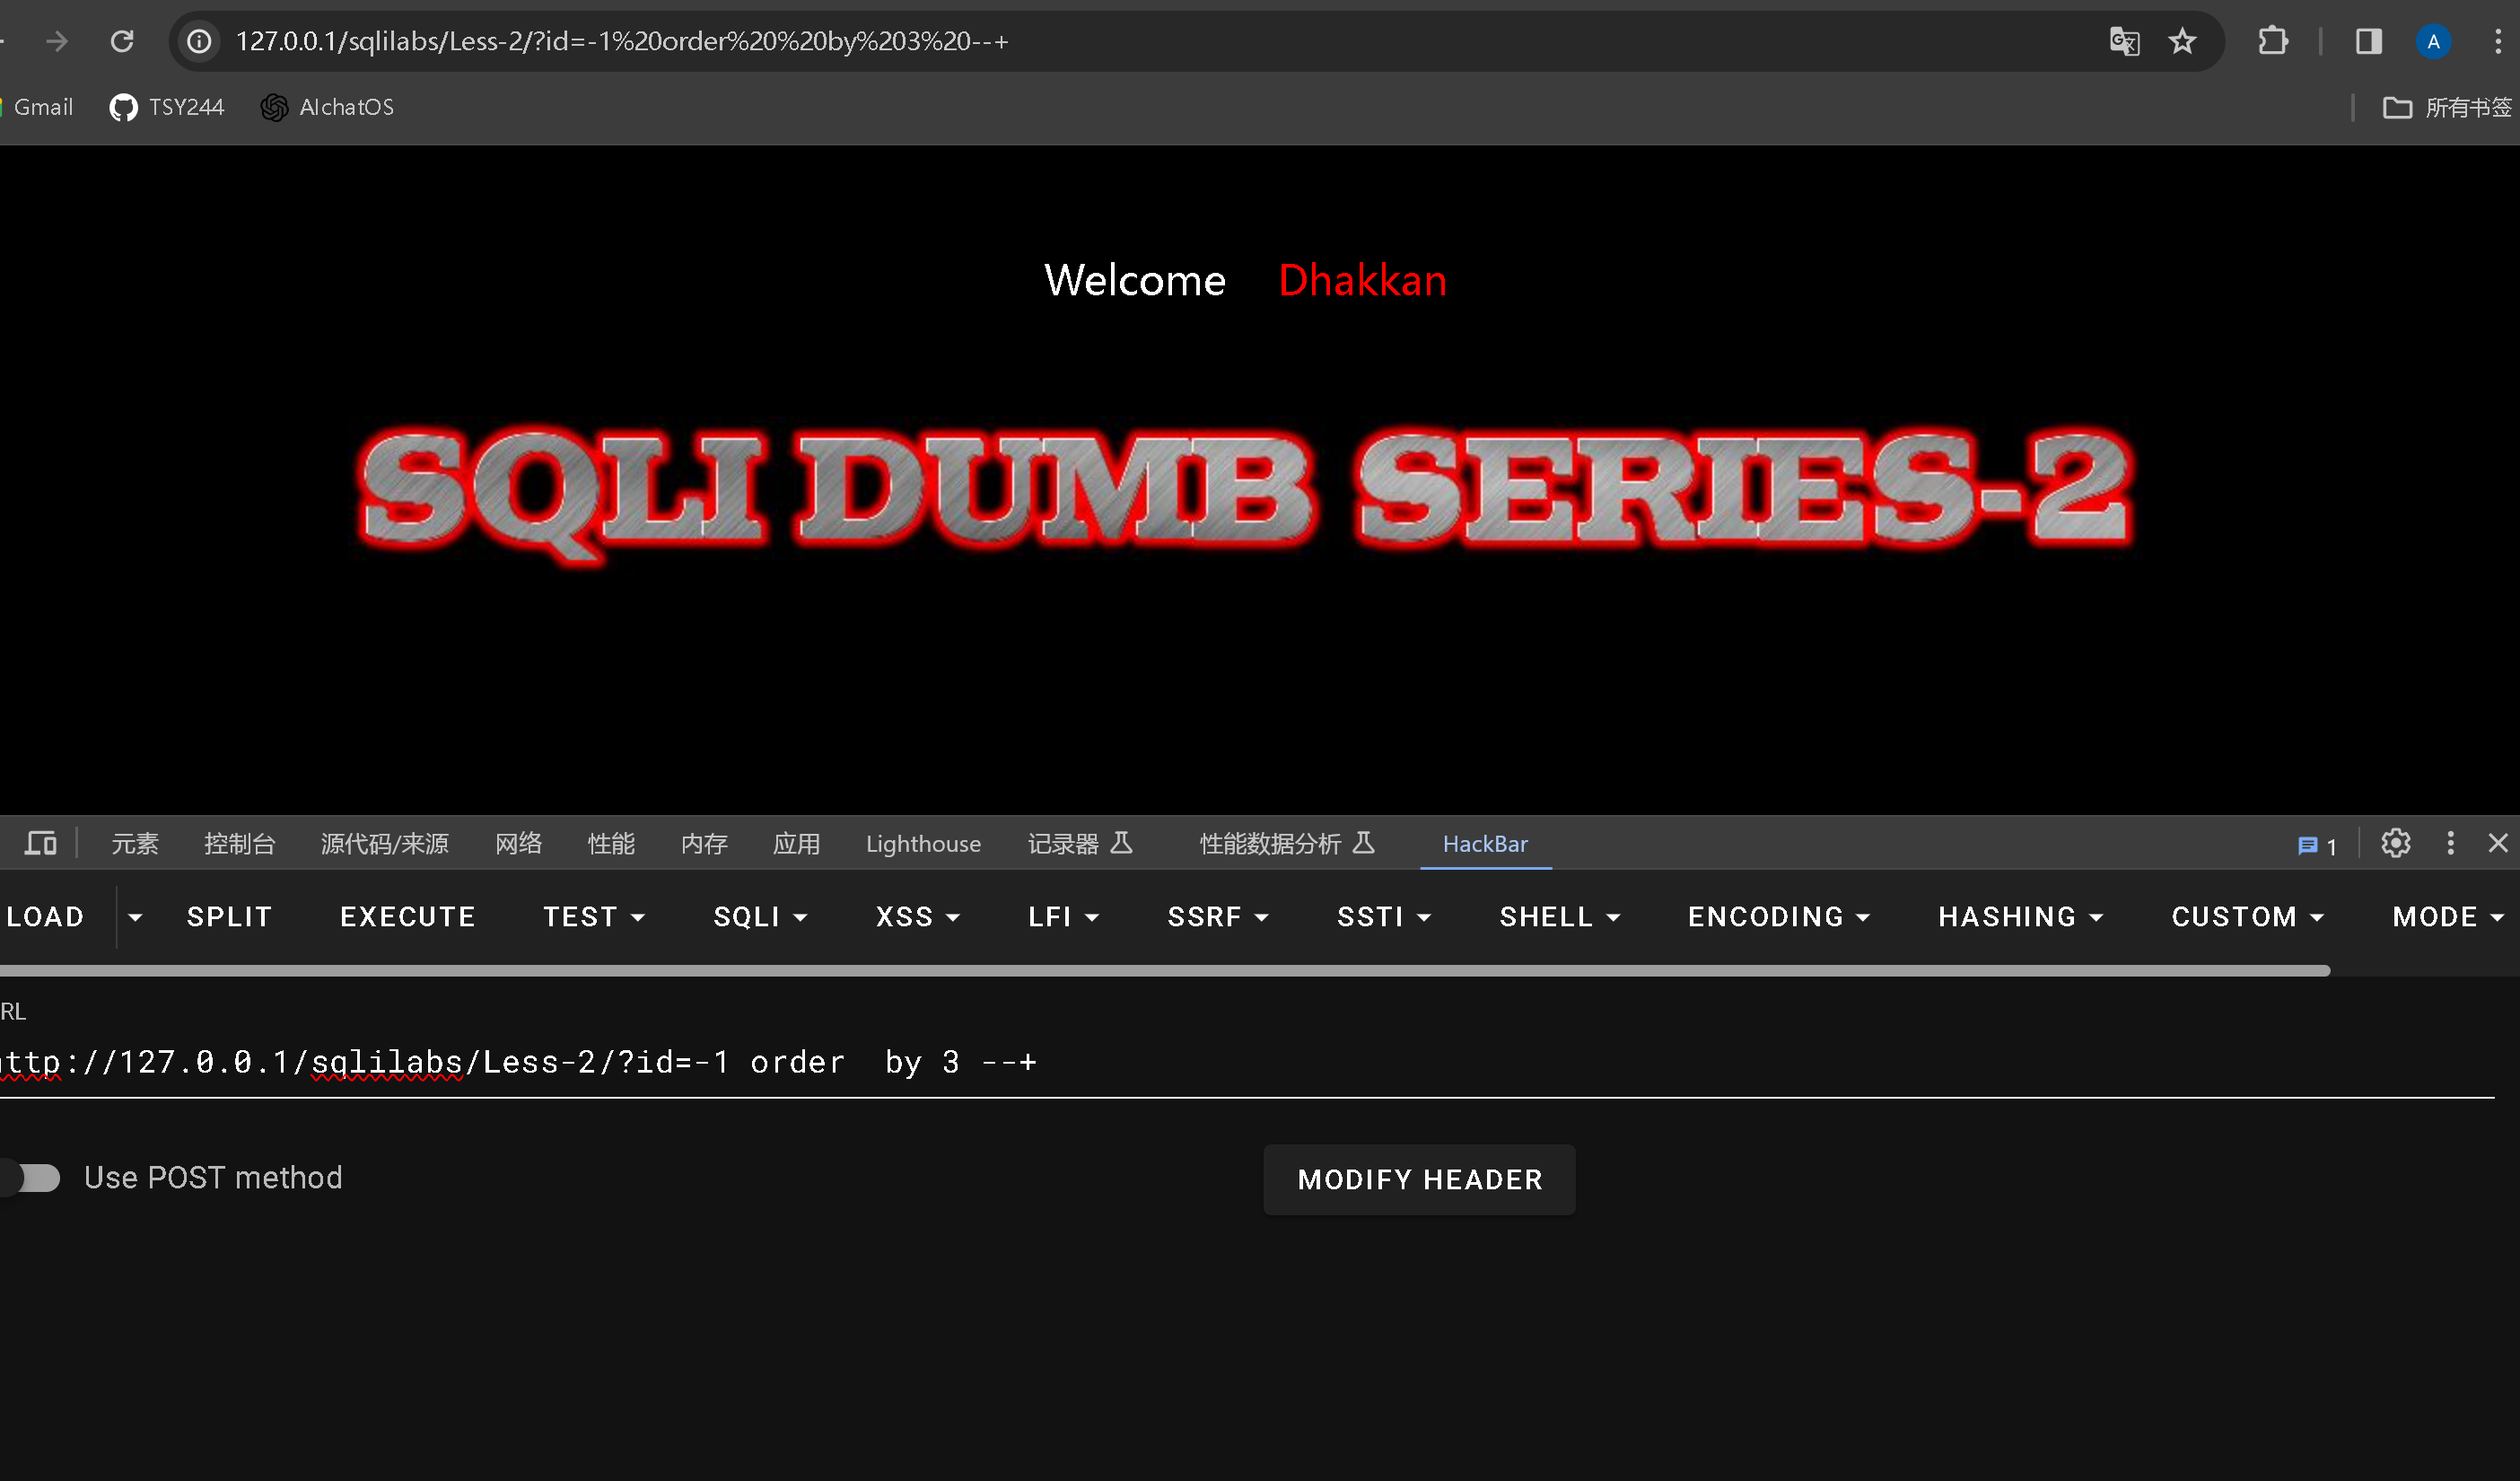 127.0.0.1/sqlilabs/Less-2/?id=-1%20order%20%20by%203%20--+
A
Gmail TSY244 AIchatOS 所有书签
Welcome Dhakkan
SQLI DUMB SERIES-2
元素 控制台 源代码/来源 网络 性能 内存 应用 Lighthouse 记录器 性能数据分析 HackBar 1
LOAD SPLIT EXECUTE TEST SQLI XSS LFI SSRF SSTI SHELL ENCODING HASHING CUSTOM MODE
RL
ttp://127.0.0.1/sqlilabs/Less-2/?id=-1 order  by 3 --+
Use POST method MODIFY HEADER